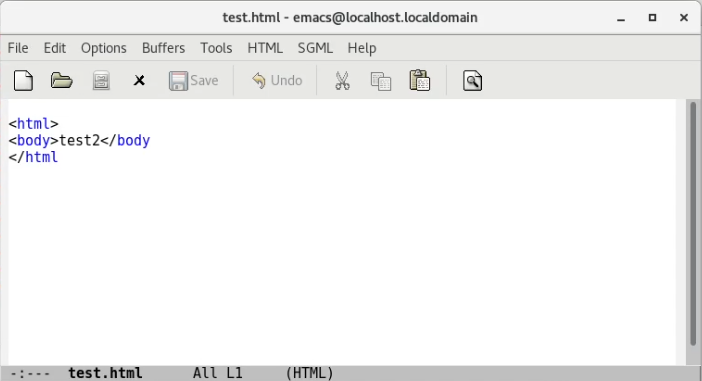 test.html - emacs@localhost.localdomain
File Edit Options Buffers Tools HTML SGML Help
Save Undo
<html>
<body>test2</body
</html
-:--- test.html All L1 (HTML)